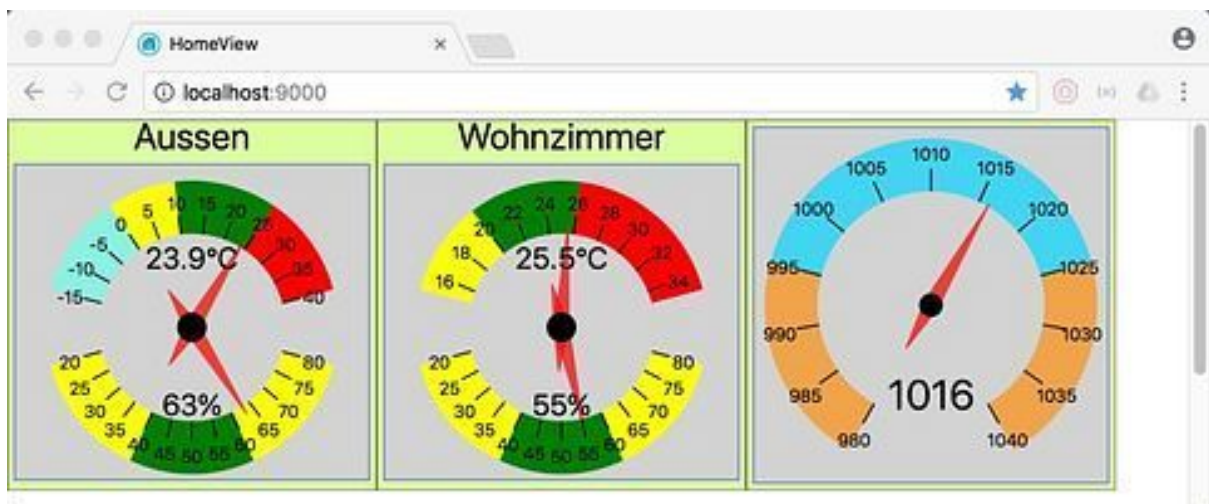 HomeView
localhost:9000
Aussen
-15 -10 -5 0 5 10 15 20 25 30 35 40
23.9°C
63%
20 25 30 35 40 45 50 55 60 65 70 75 80
Wohnzimmer
16 18 20 22 24 26 28 30 32 34
25.5°C
55%
20 25 30 35 40 45 50 55 60 65 70 75 80
980 985 990 995 1000 1005 1010 1015 1020 1025 1030 1035 1040
1016